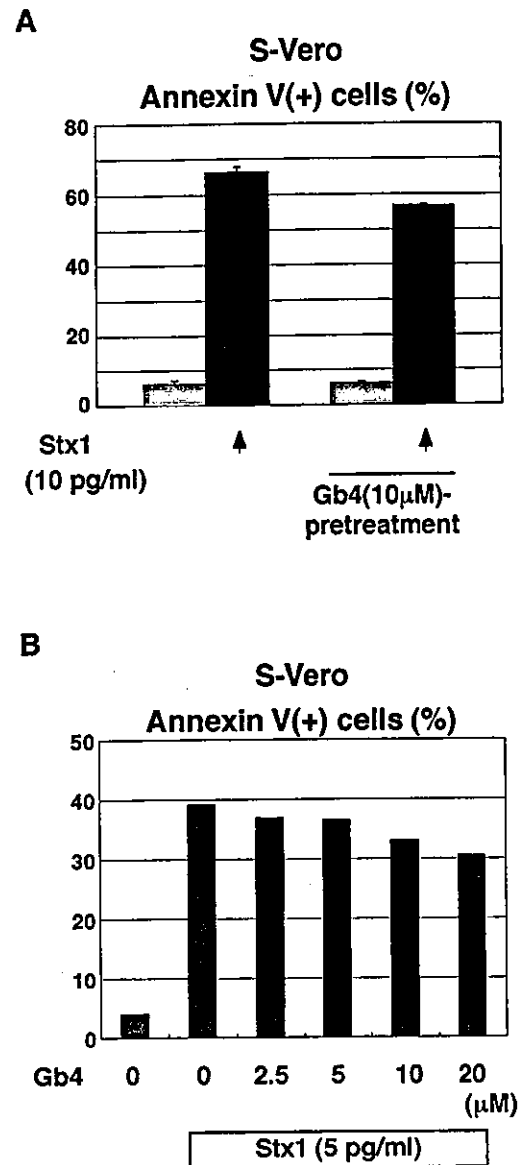 A
S-Vero
Annexin V(+) cells (%)
80
60
40
20
0
Stx1
(10 pg/ml)
Gb4(10μM)-
pretreatment
B
S-Vero
Annexin V(+) cells (%)
50
40
30
20
10
0
Gb4 0 0 2.5 5 10 20
(μM)
Stx1 (5 pg/ml)